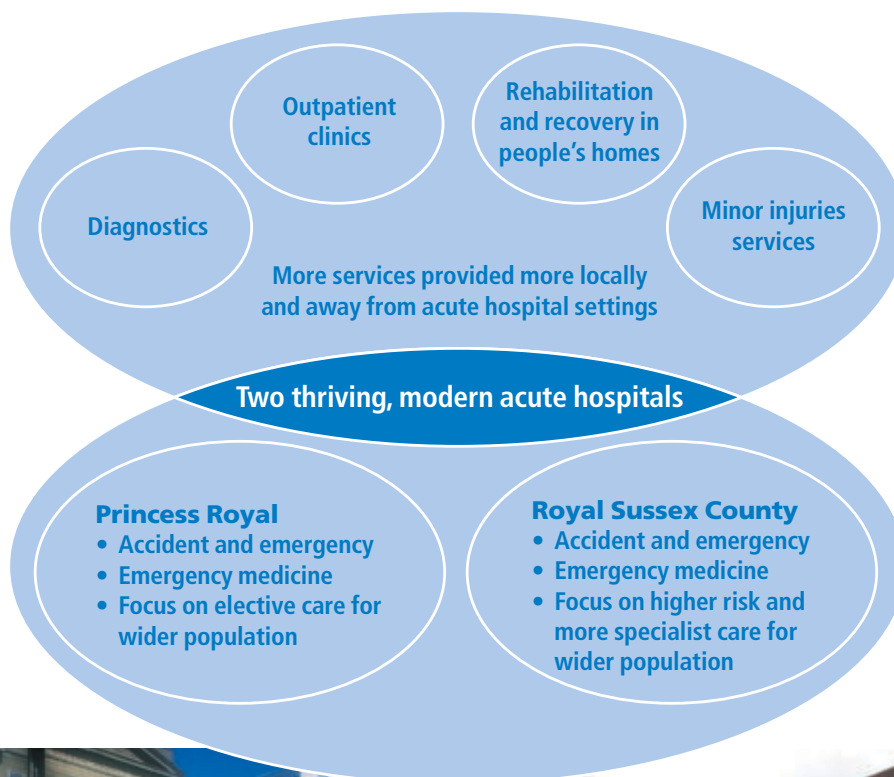 Outpatient
clinics
Rehabilitation
and recovery in
people's homes
Diagnostics
Minor injuries
services
More services provided more locally
and away from acute hospital settings
Two thriving, modern acute hospitals
Princess Royal
• Accident and emergency
• Emergency medicine
• Focus on elective care for
wider population
Royal Sussex County
• Accident and emergency
• Emergency medicine
• Focus on higher risk and
more specialist care for
wider population